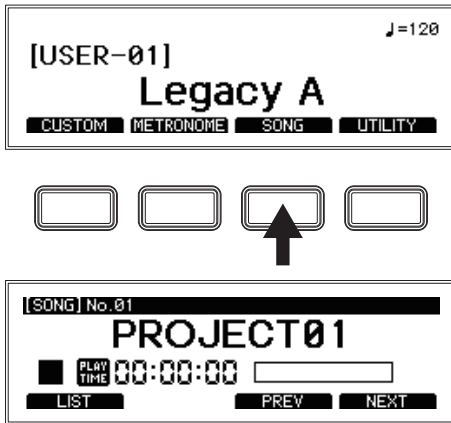 ♩=120
[USER-01]
Legacy A
CUSTOM METRONOME SONG UTILITY
[SONG] No.01
PROJECT01
PLAY TIME 00:00:00
LIST PREV NEXT